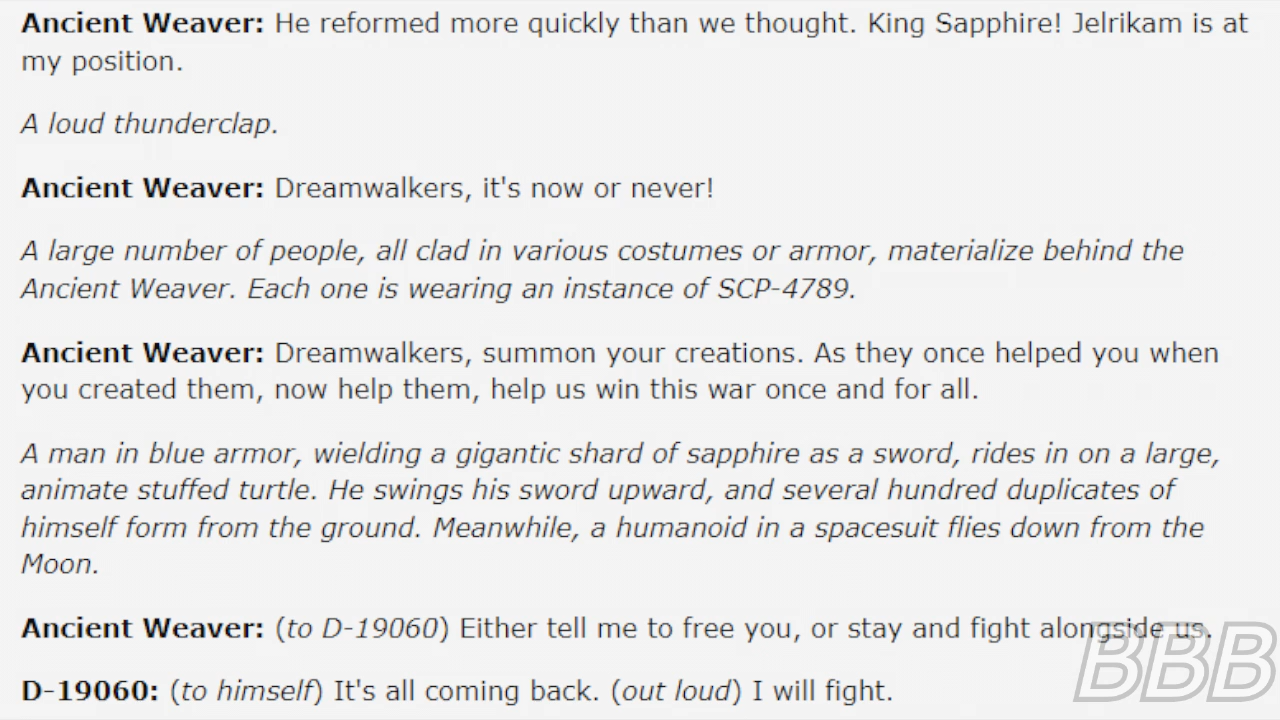 Ancient Weaver: He reformed more quickly than we thought. King Sapphire! Jelrikam is at
my position.
A loud thunderclap.
Ancient Weaver: Dreamwalkers, it's now or never!
A large number of people, all clad in various costumes or armor, materialize behind the
Ancient Weaver. Each one is wearing an instance of SCP-4789.
Ancient Weaver: Dreamwalkers, summon your creations. As they once helped you when
you created them, now help them, help us win this war once and for all.
A man in blue armor, wielding a gigantic shard of sapphire as a sword, rides in on a large,
animate stuffed turtle. He swings his sword upward, and several hundred duplicates of
himself form from the ground. Meanwhile, a humanoid in a spacesuit flies down from the
Moon.
Ancient Weaver: (to D-19060) Either tell me to free you, or stay and fight alongside us.
D-19060: (to himself) It's all coming back. (out loud) I will fight.
BBB